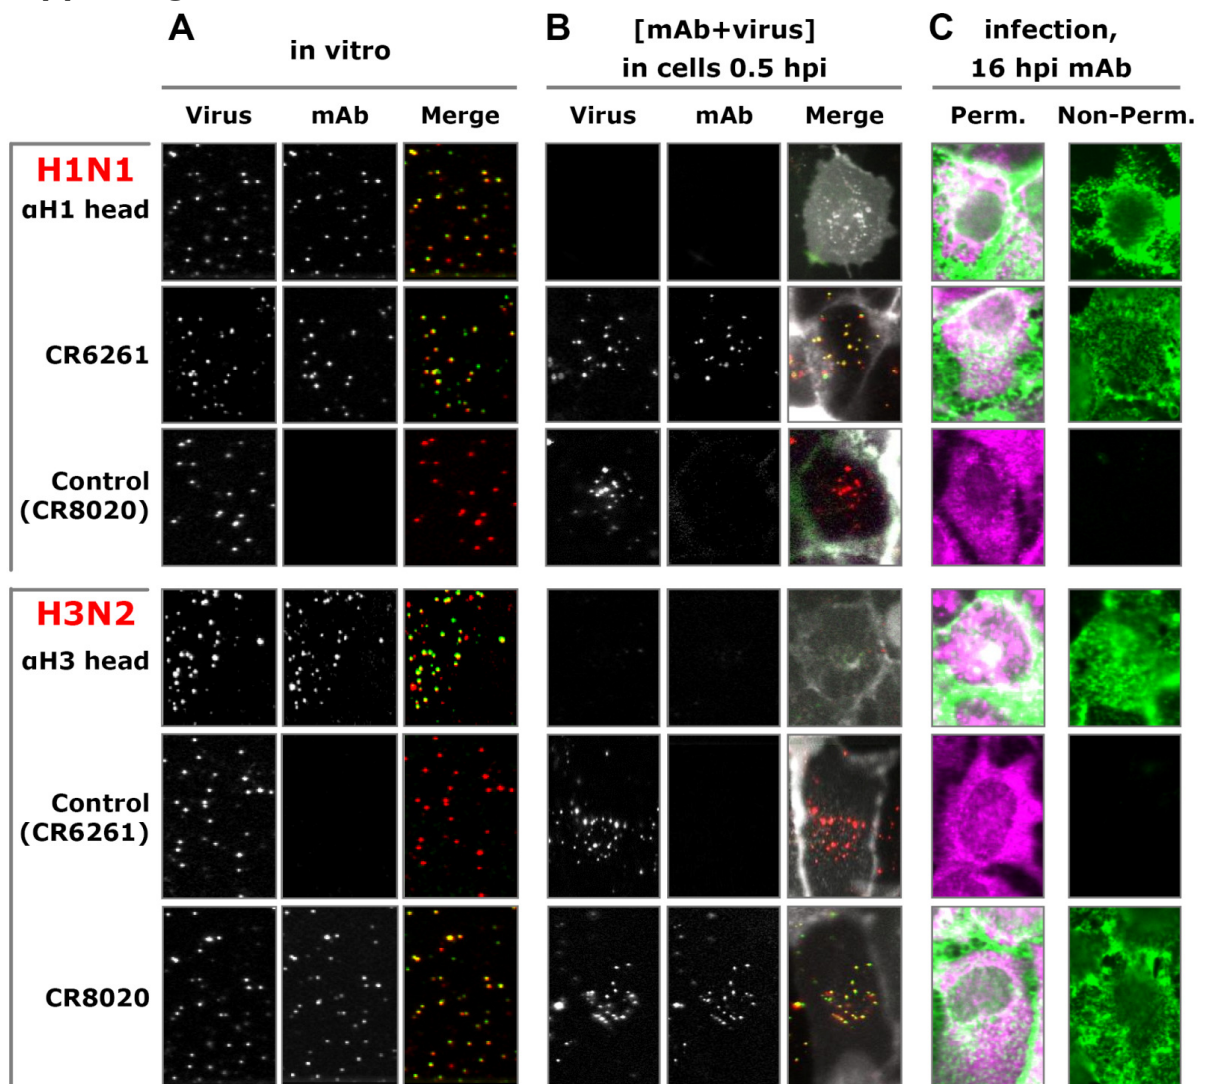 A
in vitro
B
[mAb+virus]
in cells 0.5 hpi
C
infection,
16 hpi mAb
Virus
mAb
Merge
Virus
mAb
Merge
Perm.
Non-Perm.
H1N1
αH1 head
CR6261
Control
(CR8020)
H3N2
αH3 head
Control
(CR6261)
CR8020